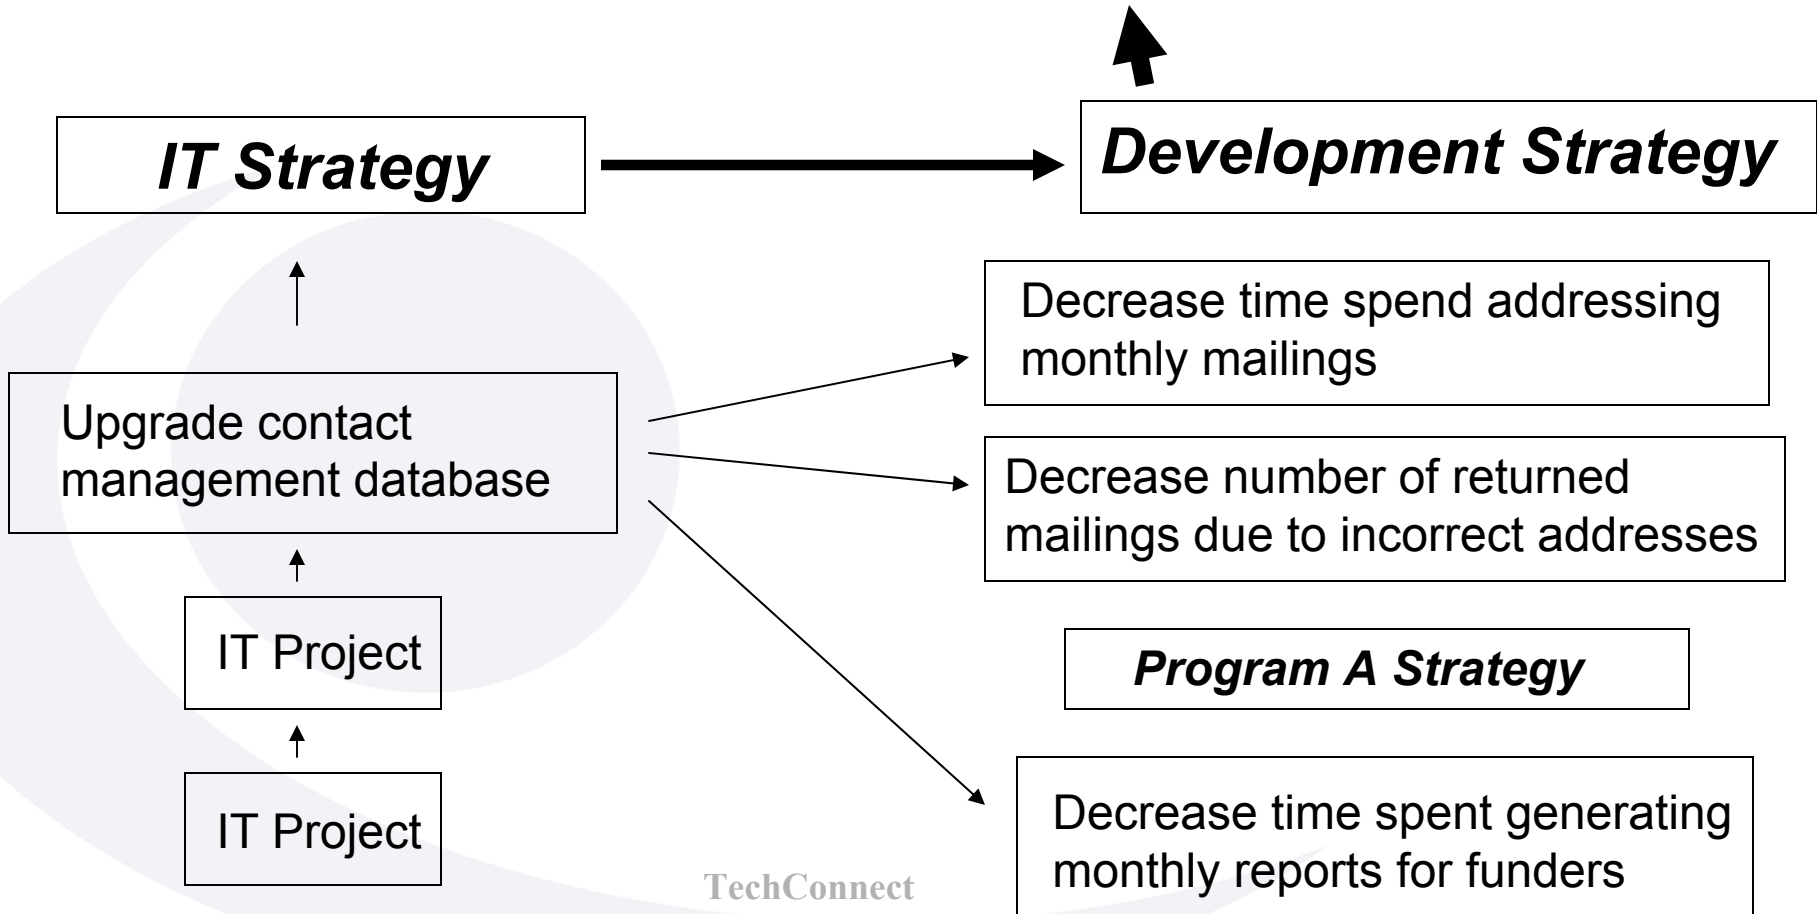 IT Strategy
Development Strategy
Upgrade contact
management database
Decrease time spend addressing
monthly mailings
Decrease number of returned
mailings due to incorrect addresses
IT Project
Program A Strategy
IT Project
Decrease time spent generating
monthly reports for funders
TechConnect